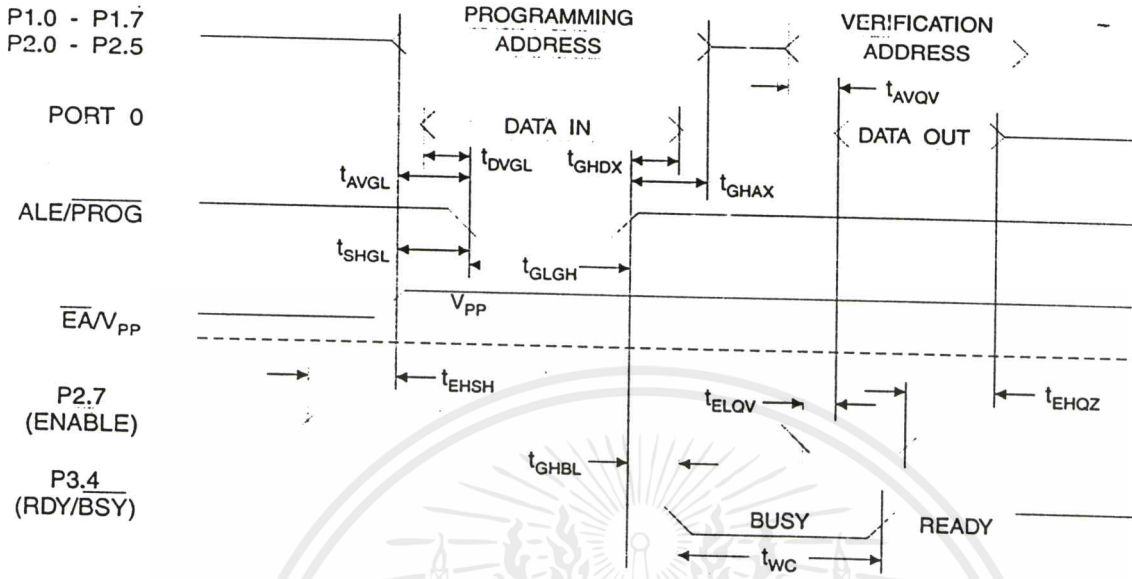 P1.0 - P1.7
P2.0 - P2.5
PROGRAMMING
ADDRESS
VERIFICATION
ADDRESS
tAVQV
PORT 0
DATA IN
DATA OUT
tDVGL
tGHDX
tAVGL
tGHAX
ALE/PROG
tSHGL
tGLGH
VPP
EA/VPP
tEHSH
tELQV
tEHQZ
P2.7
(ENABLE)
tGHBL
P3.4
(RDY/BSY)
BUSY
READY
tWC